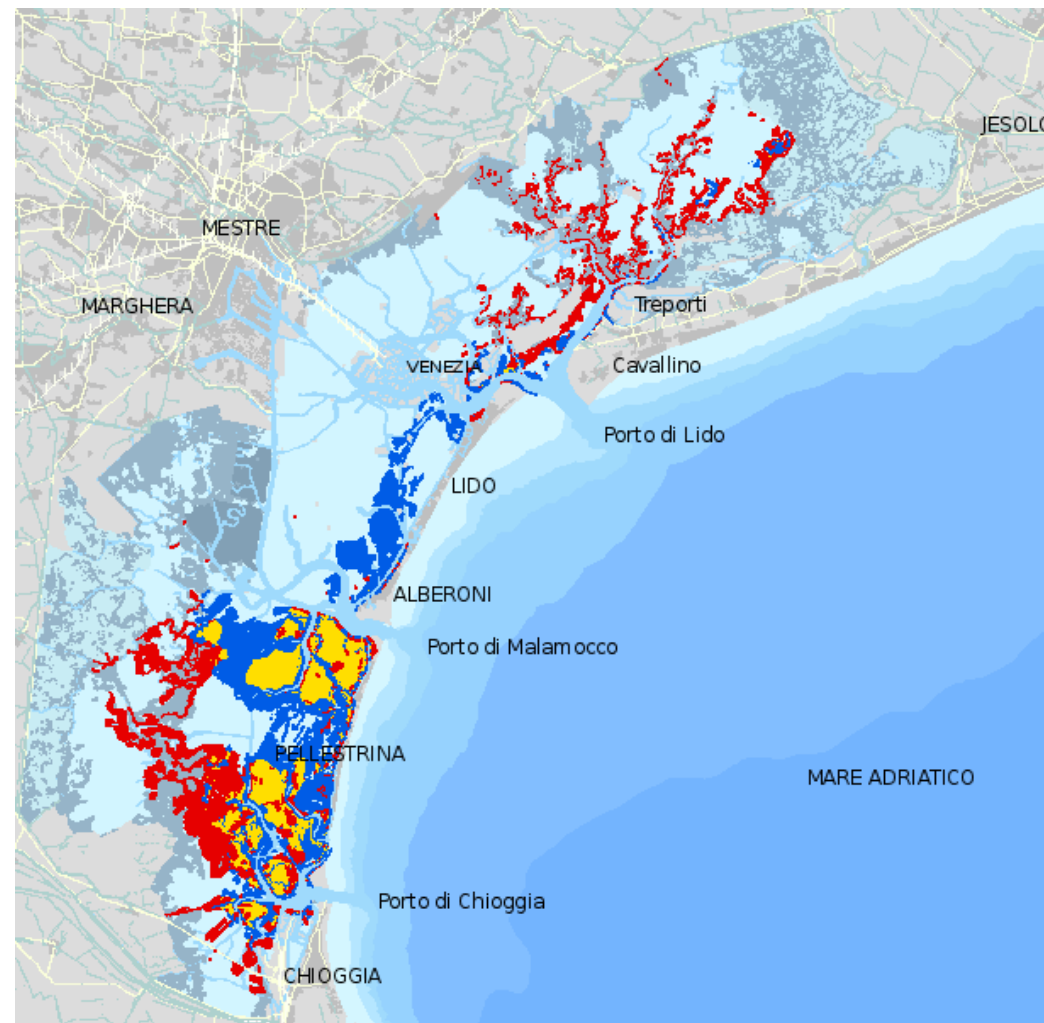 JESOLO
MESTRE
MARGHERA
Treporti
VENEZIA
Cavallino
Porto di Lido
LIDO
ALBERONI
Porto di Malamocco
PELLESTRINA
MARE ADRIATICO
Porto di Chioggia
CHIOGGIA